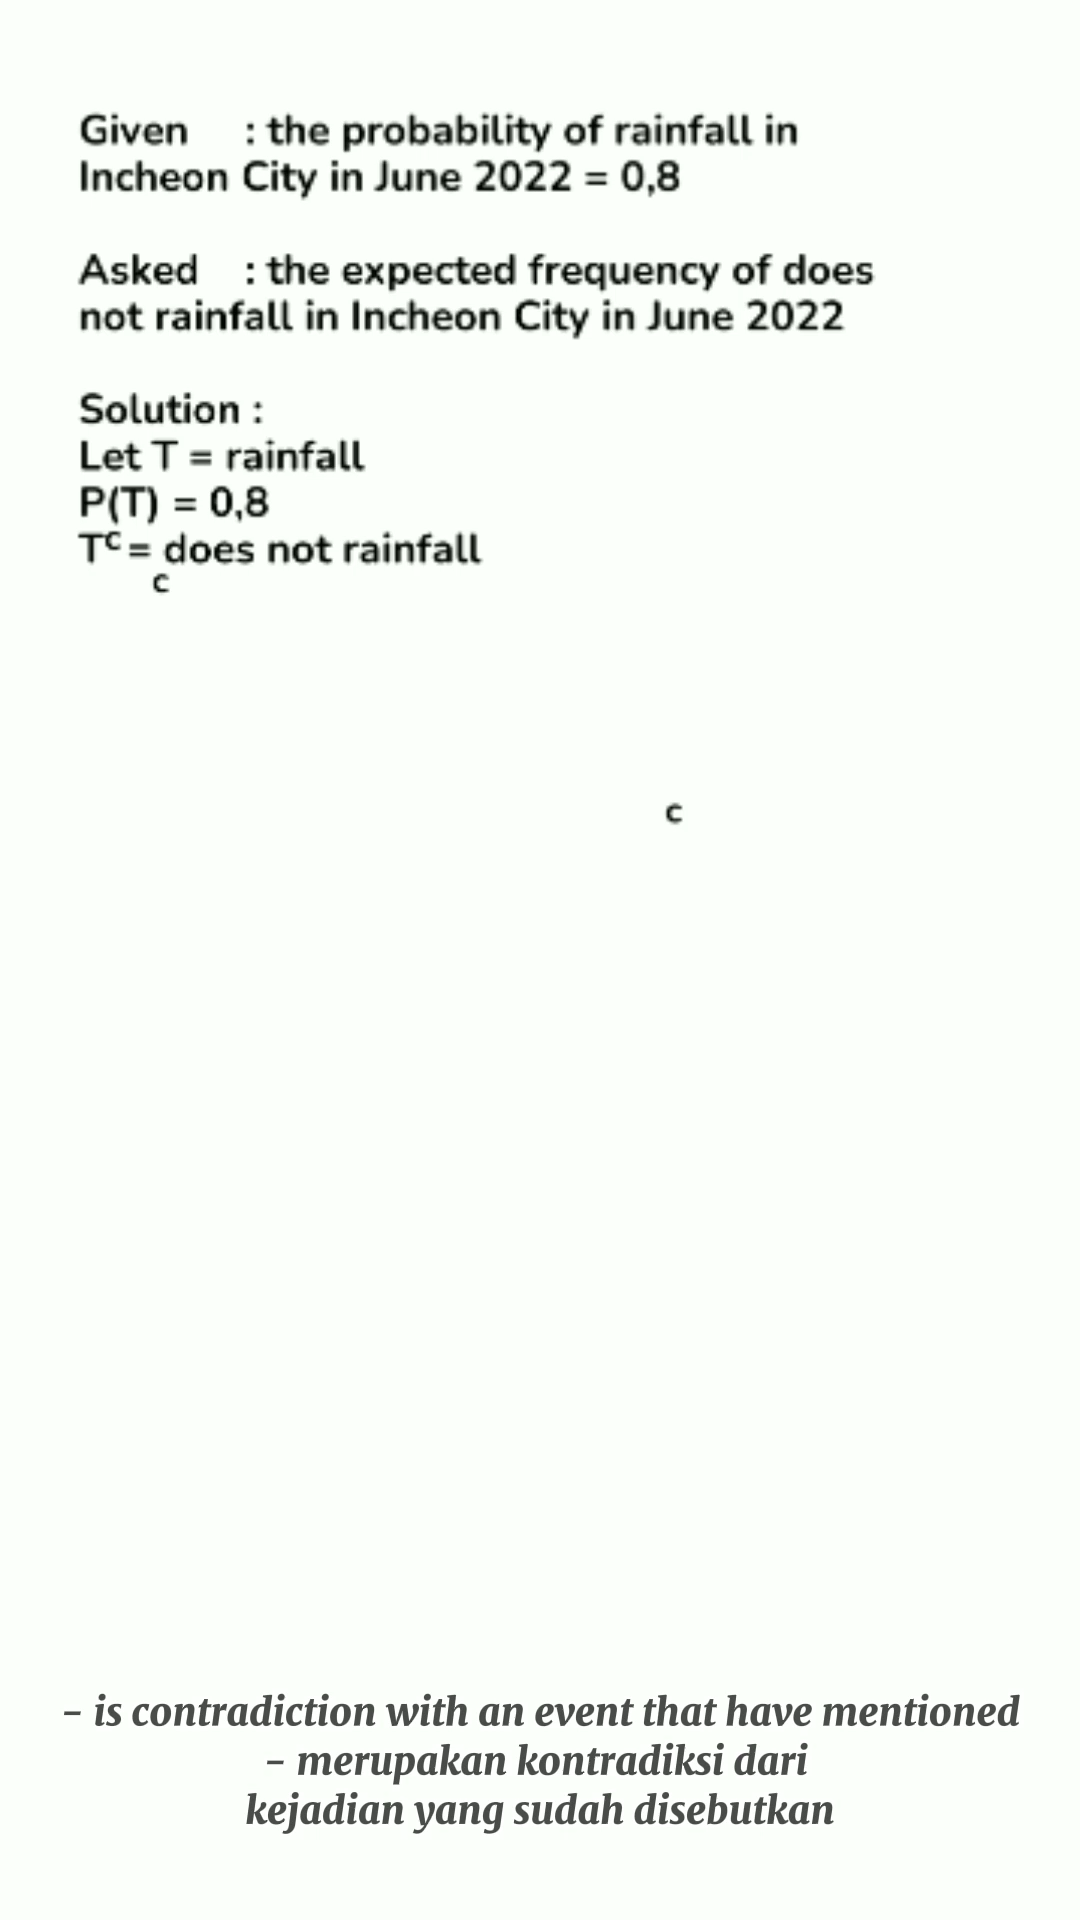 Given : the probability of rainfall in
Incheon City in June 2022 = 0,8
Asked : the expected frequency of does
not rainfall in Incheon City in June 2022
Solution :
Let T = rainfall
P(T) = 0,8
Tᶜ = does not rainfall
c
c
– is contradiction with an event that have mentioned
– merupakan kontradiksi dari
kejadian yang sudah disebutkan